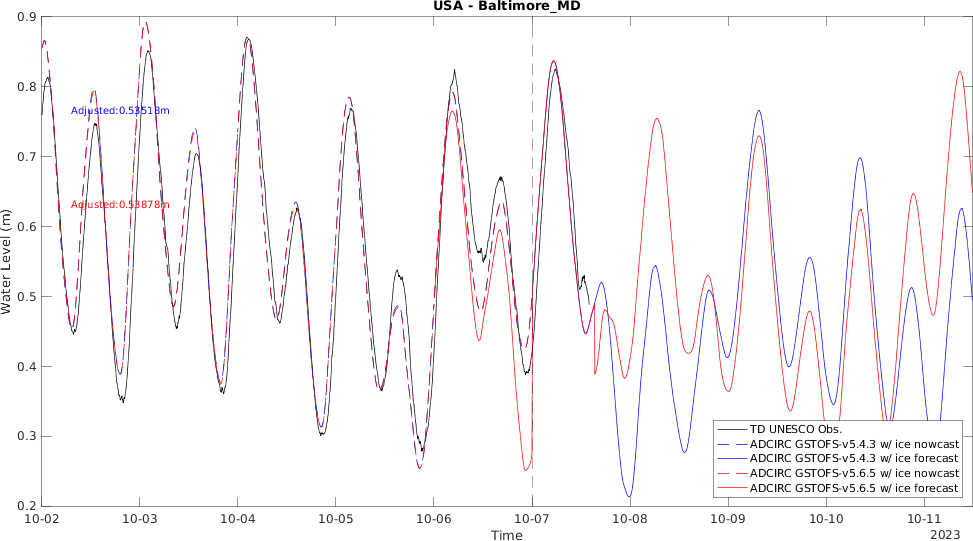 USA - Baltimore_MD
0.9
0.8
Adjusted:0.53518m
0.7
Adjusted:0.53878m
0.6
Water Level (m)
0.5
0.4
0.3
0.2
TD UNESCO Obs.
ADCIRC GSTOFS-v5.4.3 w/ ice nowcast
ADCIRC GSTOFS-v5.4.3 w/ ice forecast
ADCIRC GSTOFS-v5.6.5 w/ ice nowcast
ADCIRC GSTOFS-v5.6.5 w/ ice forecast
10-02 10-03 10-04 10-05 10-06 10-07 10-08 10-09 10-10 10-11
Time
2023